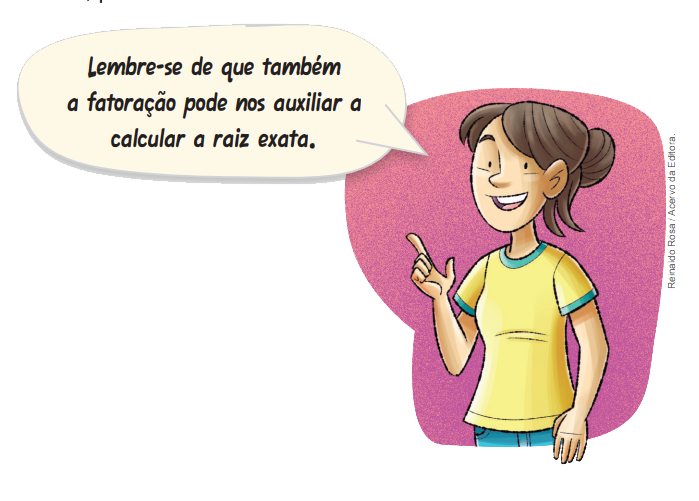 Lembre-se de que também
a fatoração pode nos auxiliar a
calcular a raiz exata.
Reinaldo Rosa / Acervo da Editora.